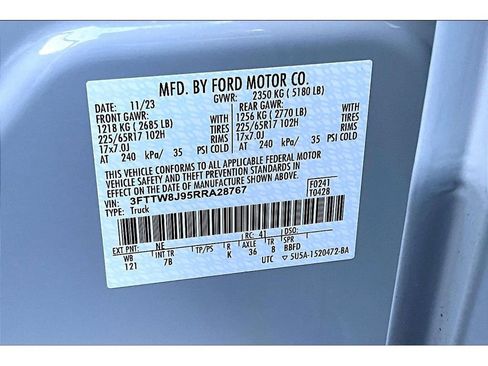 MFD. BY FORD MOTOR CO.
DATE: 11/23 GVWR: 2350 KG ( 5180 LB)
FRONT GAWR: REAR GAWR:
1218 KG ( 2685 LB) WITH 1256 KG ( 2770 LB) WITH
225/65R17 102H TIRES 225/65R17 102H TIRES
17x7.0J RIMS 17x7.0J RIMS
AT 240 kPa/ 35 PSI COLD AT 240 kPa/ 35 PSI COLD
THIS VEHICLE CONFORMS TO ALL APPLICABLE FEDERAL MOTOR
VEHICLE SAFETY STANDARDS IN EFFECT ON THE
DATE OF MANUFACTURE SHOWN ABOVE.
VIN: 3FTTW8J95RRA28767 F0241
TYPE: Truck T0428
EXT PNT: NE RC: 41 DSO:
WB INT TR TP/PS R AXLE TR SPR
121 7B K 36 8 BBFD
UTC 5U5A-1520472-BA